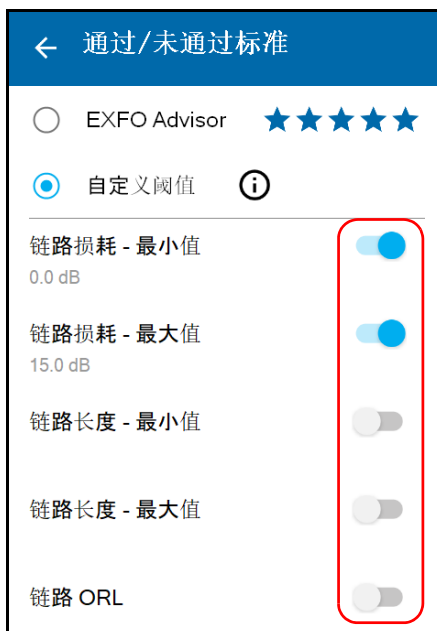 通过/未通过标准
EXFO Advisor
自定义阈值
链路损耗 - 最小值
0.0 dB
链路损耗 - 最大值
15.0 dB
链路长度 - 最小值
链路长度 - 最大值
链路 ORL